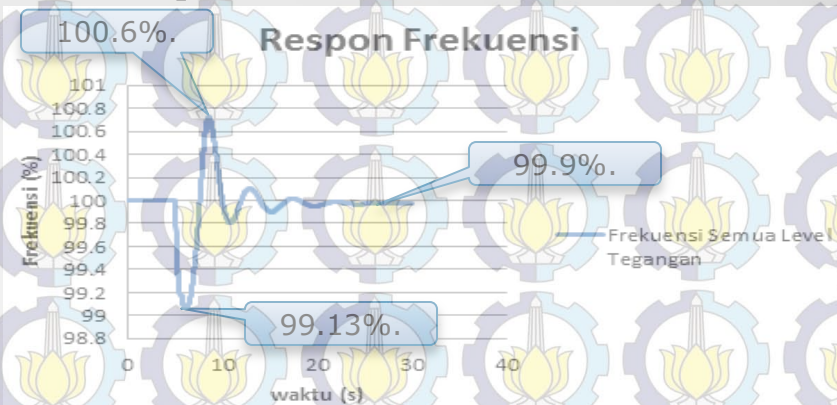 100.6%.
Respon Frekuensi
Frekuensi (%)
101
100.8
100.6
100.4
100.2
100
99.8
99.6
99.4
99.2
99
98.8
99.9%.
99.13%.
Frekuensi Semua Level
Tegangan
0 10 20 30 40
waktu (s)